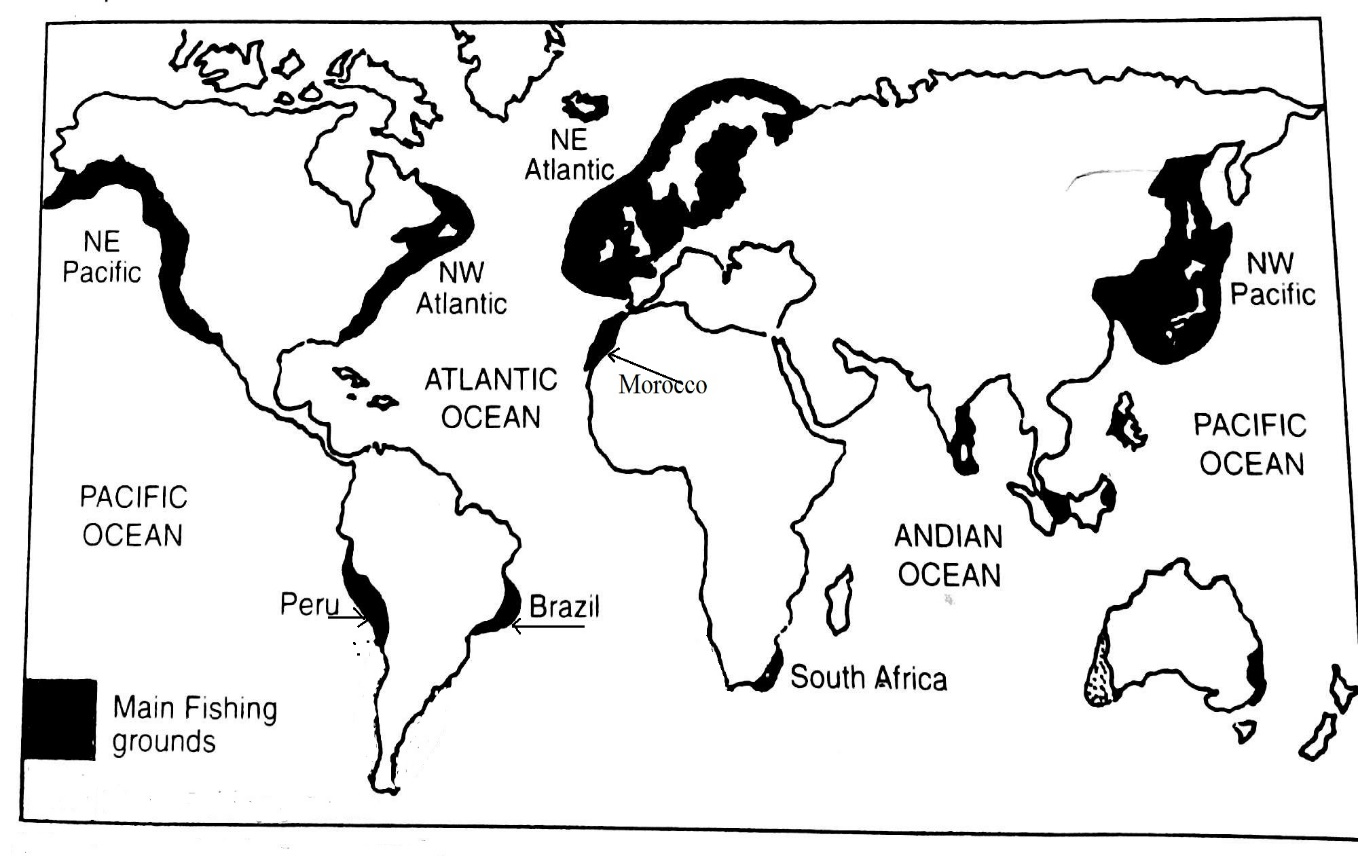 NE
Atlantic
NE
Pacific
NW
Atlantic
NW
Pacific
ATLANTIC
OCEAN
Morocco
PACIFIC
OCEAN
PACIFIC
OCEAN
ANDIAN
OCEAN
Peru
Brazil
South Africa
Main Fishing
grounds